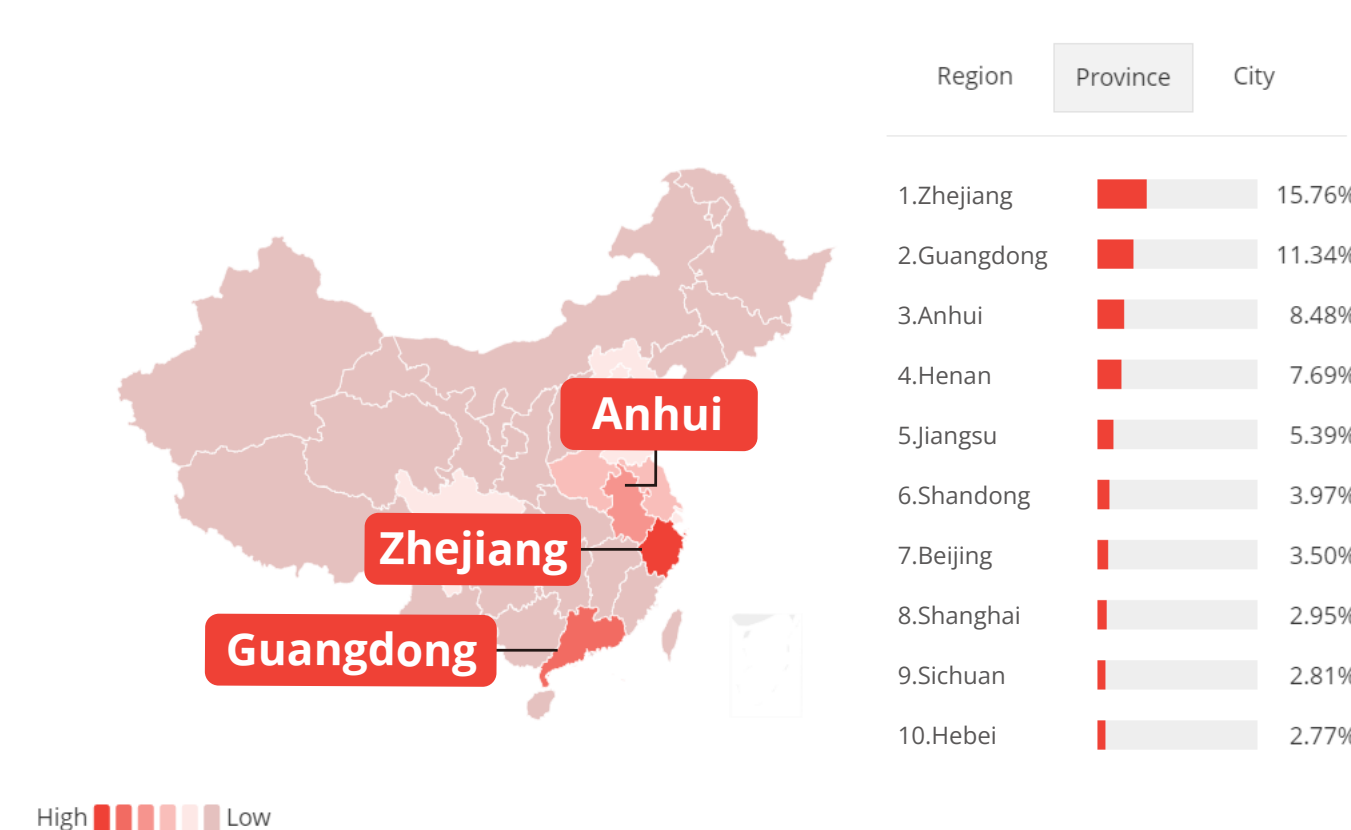 Region Province City
1.Zhejiang 15.76%
2.Guangdong 11.34%
3.Anhui 8.48%
4.Henan 7.69%
5.Jiangsu 5.39%
6.Shandong 3.97%
7.Beijing 3.50%
8.Shanghai 2.95%
9.Sichuan 2.81%
10.Hebei 2.77%
Anhui
Zhejiang
Guangdong
High Low